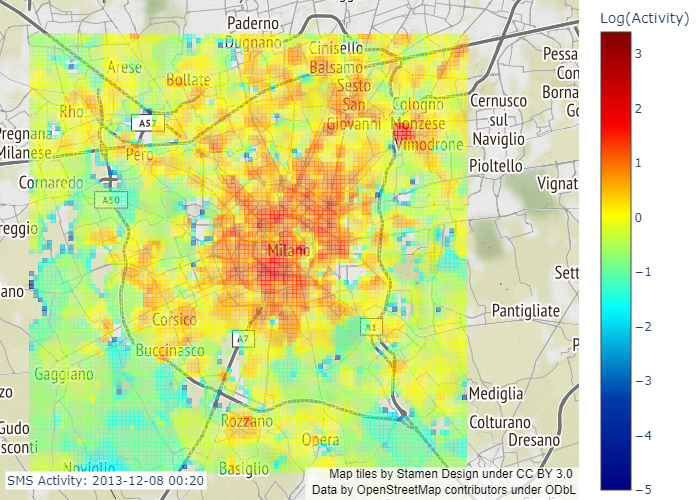 Log(Activity)
Paderno
Dugnano
Cinisello
Balsamo
Pessa
Con
Borna
Go
Arese
Bollate
Sesto
San
Giovanni
Rho
Cologno
Monzese
Vimodrone
Cernusco
sul
Naviglio
A52
Pregnana
Milanese
Pero
Pioltello
Cornaredo
Vignat
A50
reggio
Milano
Sett
ano
Pantigliate
Corsico
A7
A1
P
Buccinasco
Gaggiano
zo
Mediglia
Rozzano
Colturano
Gudo
Opera
Dresano
sconti
Noviglio
Basiglio
SMS Activity: 2013-12-08 00:20
Map tiles by Stamen Design under CC BY 3.0
Data by OpenStreetMap contributors under ODbL
3
2
1
0
−1
−2
−3
−4
−5